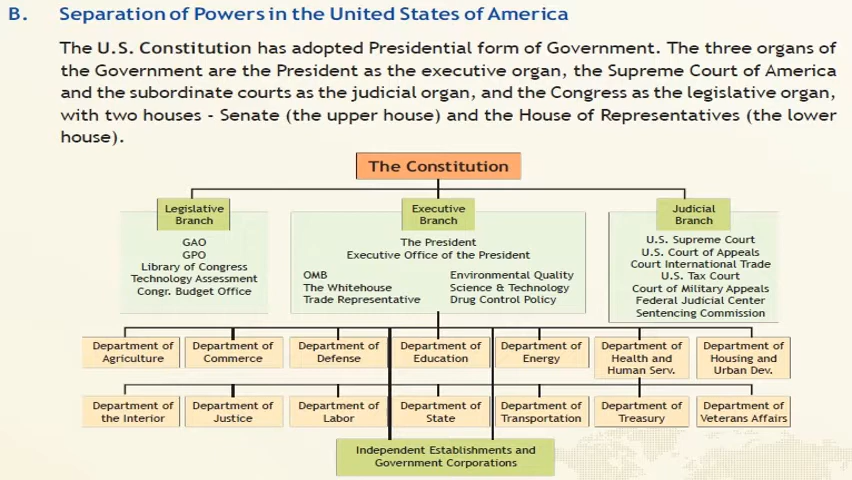 B. Separation of Powers in the United States of America
The U.S. Constitution has adopted Presidential form of Government. The three organs of
the Government are the President as the executive organ, the Supreme Court of America
and the subordinate courts as the judicial organ, and the Congress as the legislative organ,
with two houses - Senate (the upper house) and the House of Representatives (the lower
house).
The Constitution
Legislative
Branch
GAO
GPO
Library of Congress
Technology Assessment
Congr. Budget Office
Executive
Branch
The President
Executive Office of the President
OMB
The Whitehouse
Trade Representative
Environmental Quality
Science & Technology
Drug Control Policy
Judicial
Branch
U.S. Supreme Court
U.S. Court of Appeals
Court International Trade
U.S. Tax Court
Court of Military Appeals
Federal Judicial Center
Sentencing Commission
Department of
Agriculture
Department of
Commerce
Department of
Defense
Department of
Education
Department of
Energy
Department of
Health and
Human Serv.
Department of
Housing and
Urban Dev.
Department of
the Interior
Department of
Justice
Department of
Labor
Department of
State
Department of
Transportation
Department of
Treasury
Department of
Veterans Affairs
Independent Establishments and
Government Corporations